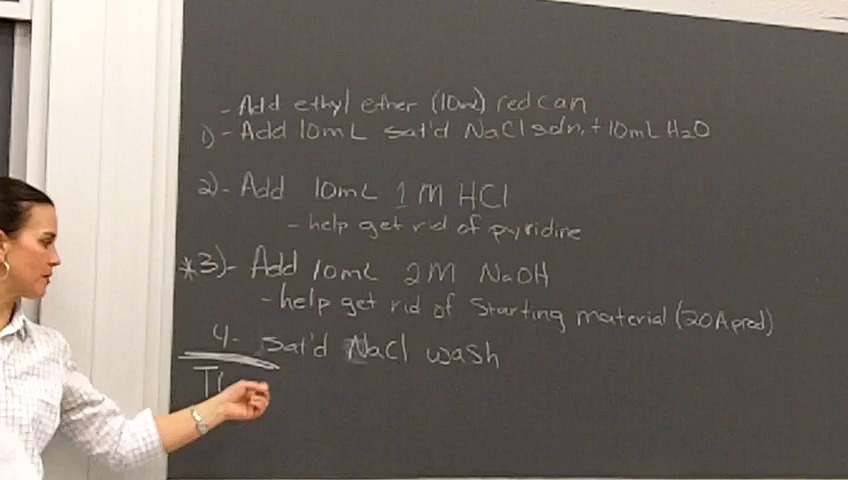 - Add ethyl ether (10mL) red can
1) - Add 10mL sat'd NaCl soln, + 10mL H2O
2) - Add 10mL 1M HCl
- help get rid of pyridine
*3) - Add 10mL 2M NaOH
- help get rid of starting material (20A prod)
4 - sat'd NaCl wash